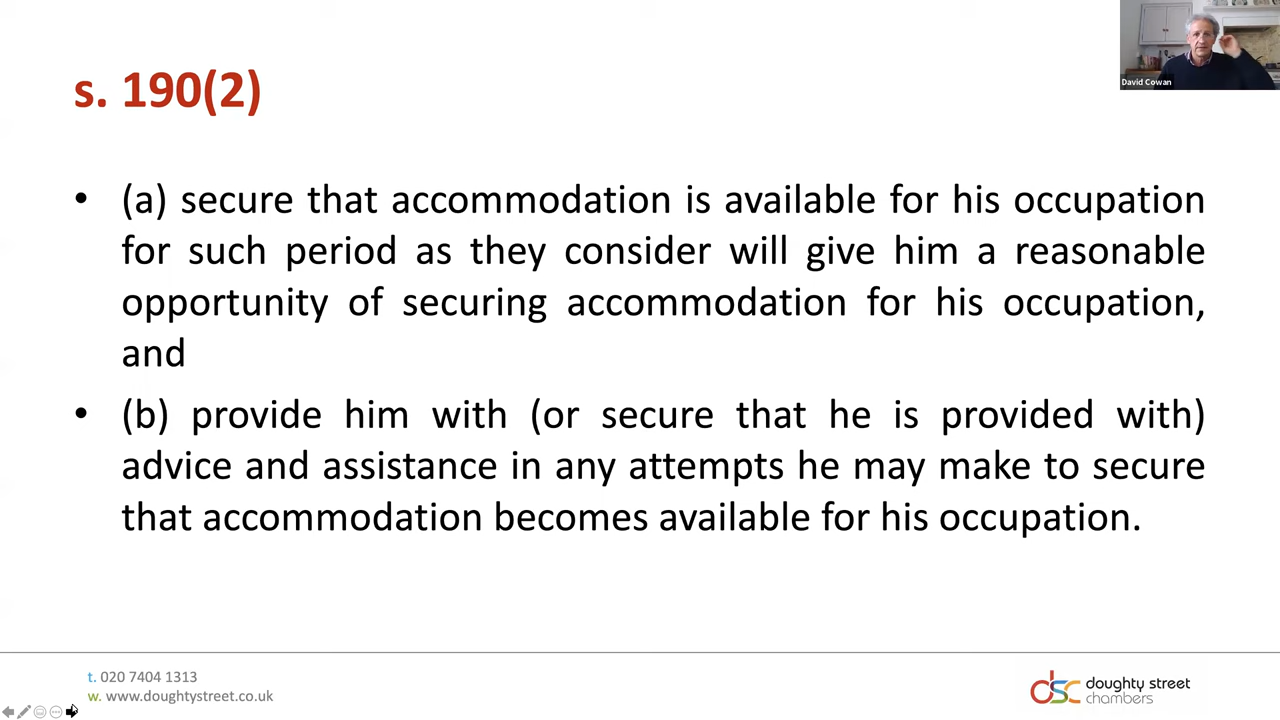 David Cowan
s. 190(2)
• (a) secure that accommodation is available for his occupation
for such period as they consider will give him a reasonable
opportunity of securing accommodation for his occupation,
and
• (b) provide him with (or secure that he is provided with)
advice and assistance in any attempts he may make to secure
that accommodation becomes available for his occupation.
t. 020 7404 1313
w. www.doughtystreet.co.uk
dsc doughty street
chambers